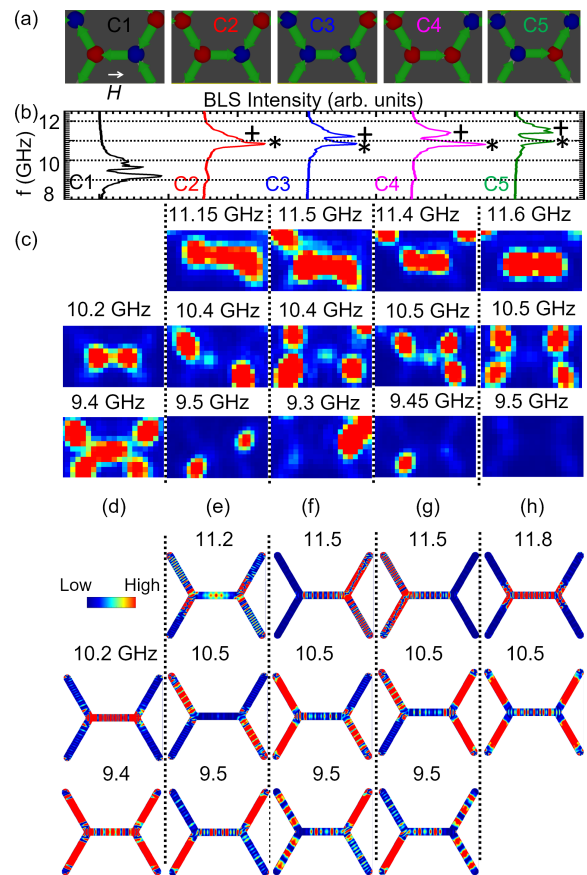 (a) C1 C2 C3 C4 C5
H
(b) BLS Intensity (arb. units)
12
10
8
f (GHz)
+ * + * + * + *
C1 C2 C3 C4 C5
11.15 GHz 11.5 GHz 11.4 GHz 11.6 GHz
(c)
10.2 GHz 10.4 GHz 10.4 GHz 10.5 GHz 10.5 GHz
9.4 GHz 9.5 GHz 9.3 GHz 9.45 GHz 9.5 GHz
(d) (e) (f) (g) (h)
11.2 11.5 11.5 11.8
Low High
10.2 GHz 10.5 10.5 10.5 10.5
9.4 9.5 9.5 9.5